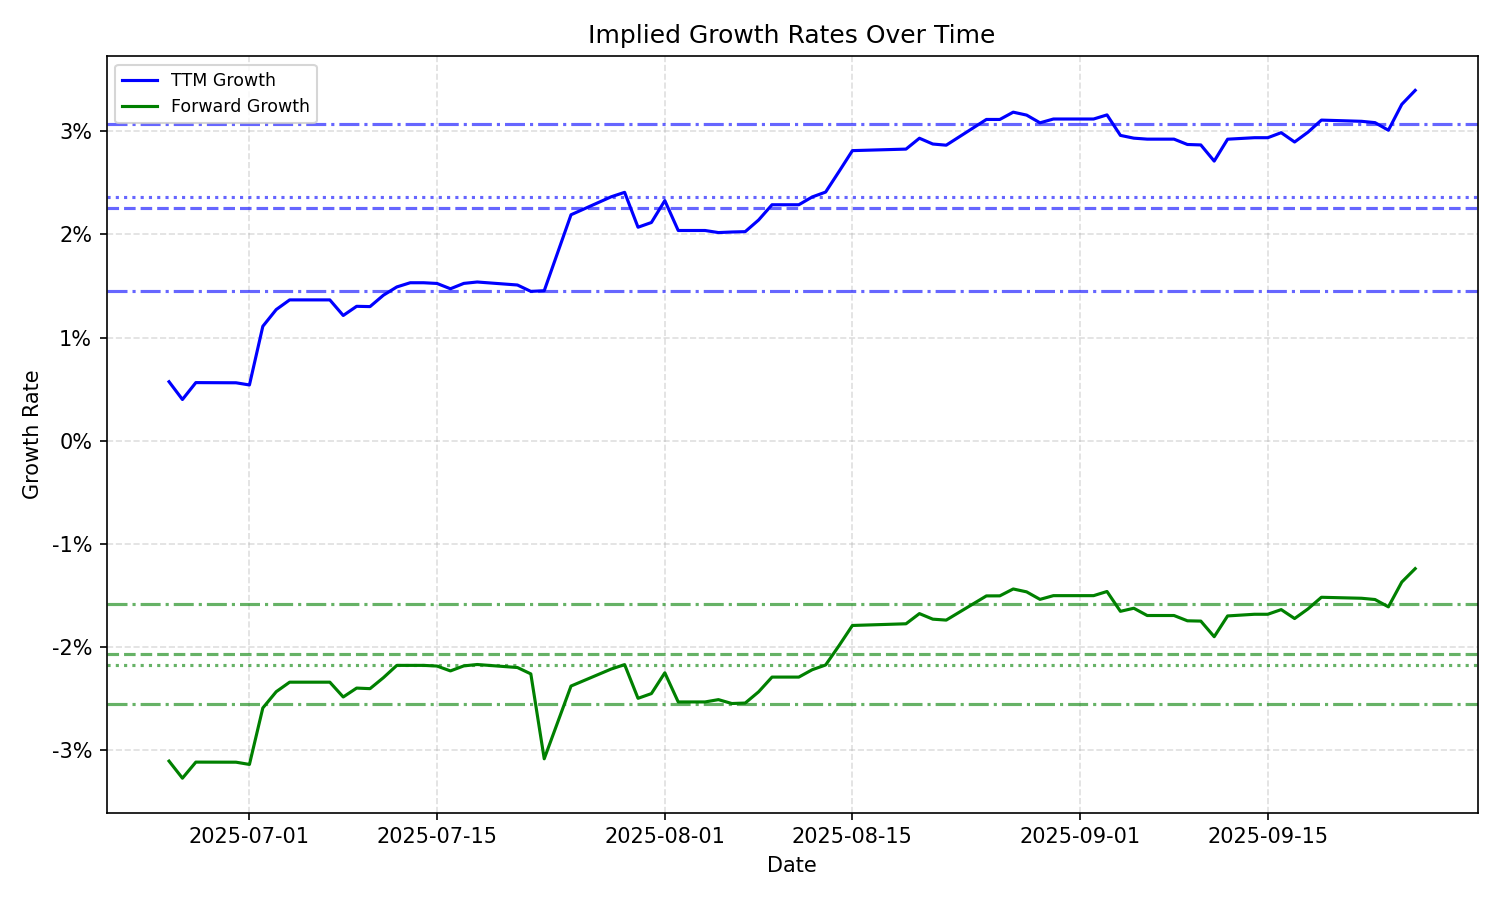 Implied Growth Rates Over Time
TTM Growth
Forward Growth
3%
2%
1%
0%
-1%
-2%
-3%
Growth Rate
2025-07-01
2025-07-15
2025-08-01
2025-08-15
2025-09-01
2025-09-15
Date